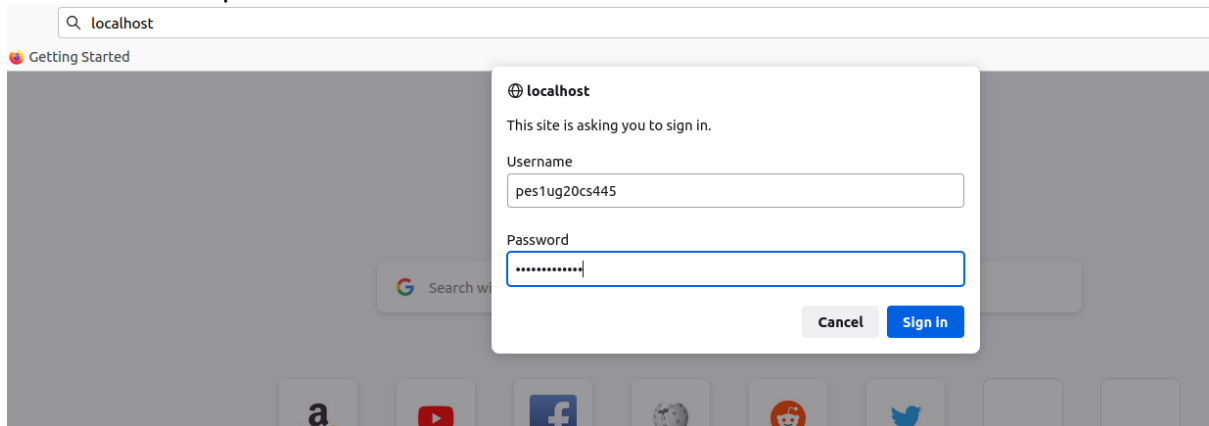 localhost
Getting Started
localhost
This site is asking you to sign in.
Username
pes1ug20cs445
Password
•••••••••••••
Search wi
Cancel Sign in